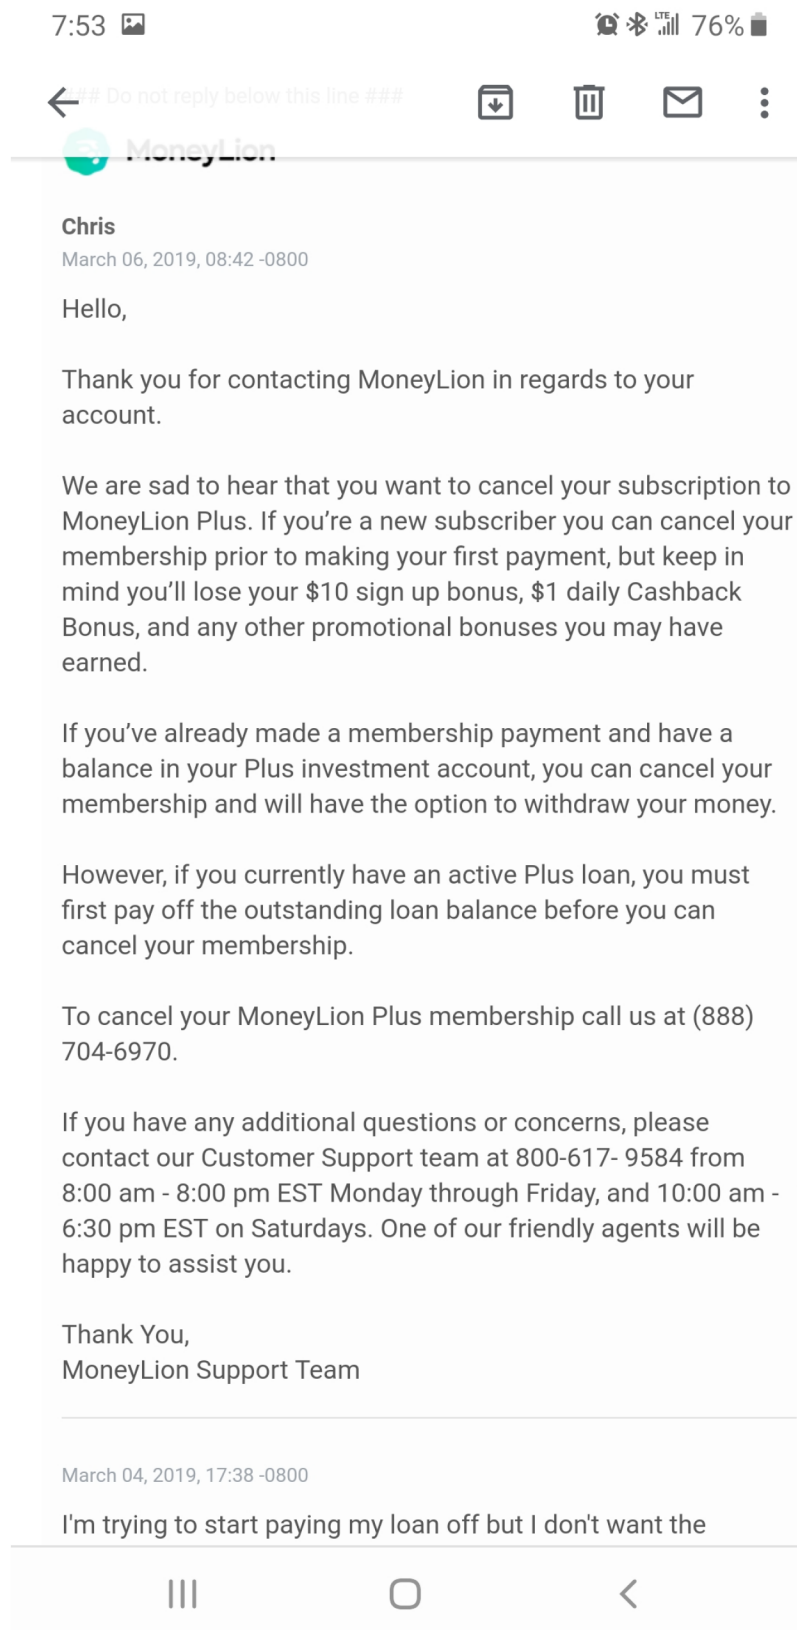 7:53
LTE 76%
### Do not reply below this line ###
MoneyLion
Chris
March 06, 2019, 08:42 -0800
Hello,
Thank you for contacting MoneyLion in regards to your
account.
We are sad to hear that you want to cancel your subscription to
MoneyLion Plus. If you’re a new subscriber you can cancel your
membership prior to making your first payment, but keep in
mind you’ll lose your $10 sign up bonus, $1 daily Cashback
Bonus, and any other promotional bonuses you may have
earned.
If you’ve already made a membership payment and have a
balance in your Plus investment account, you can cancel your
membership and will have the option to withdraw your money.
However, if you currently have an active Plus loan, you must
first pay off the outstanding loan balance before you can
cancel your membership.
To cancel your MoneyLion Plus membership call us at (888)
704-6970.
If you have any additional questions or concerns, please
contact our Customer Support team at 800-617- 9584 from
8:00 am - 8:00 pm EST Monday through Friday, and 10:00 am -
6:30 pm EST on Saturdays. One of our friendly agents will be
happy to assist you.
Thank You,
MoneyLion Support Team
March 04, 2019, 17:38 -0800
I'm trying to start paying my loan off but I don't want the